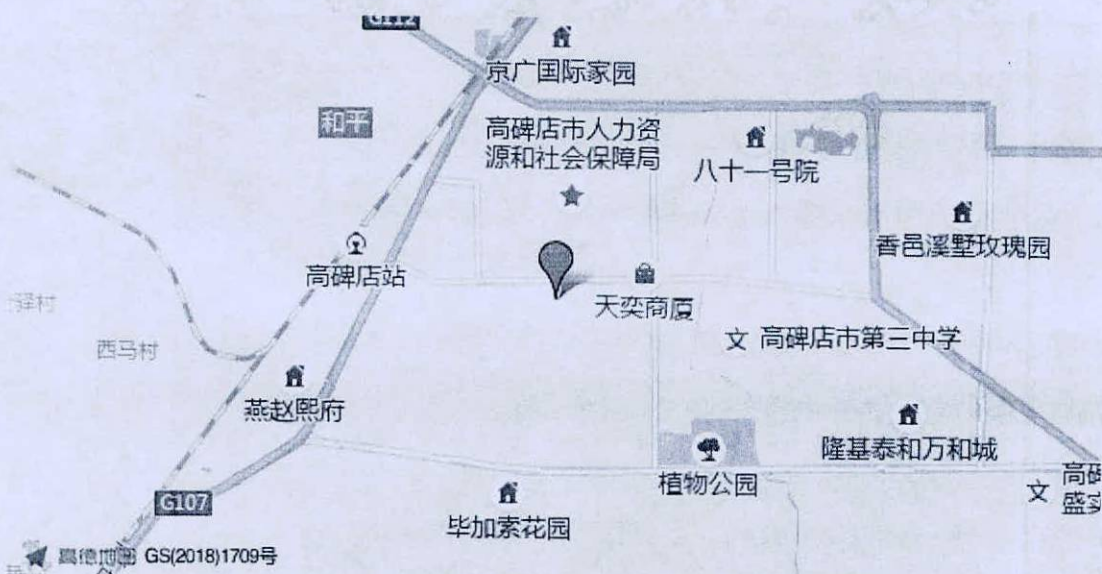 京广国际家园
和平
高碑店市人力资
源和社会保障局
八十一号院
香邑溪墅玫瑰园
高碑店站
天奕商厦
西马村
高碑店市第三中学
燕赵熙府
隆基泰和万和城
植物公园
G107
毕加索花园
高德地图 GS(2018)1709号